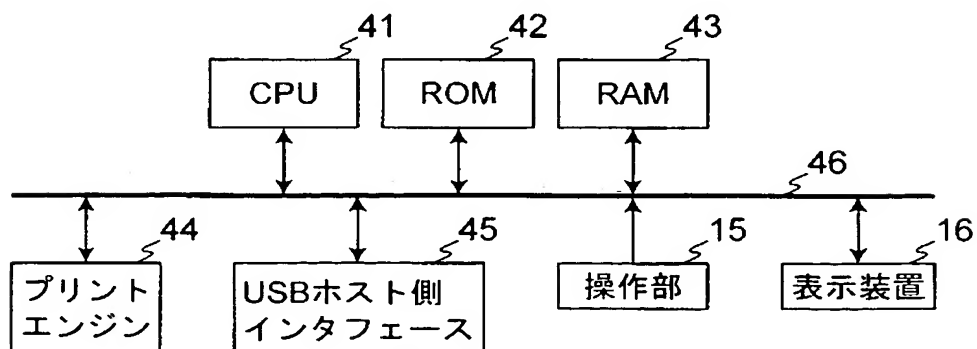 41
42
43
CPU
ROM
RAM
46
44
45
15
16
プリント
エンジン
USBホスト側
インタフェース
操作部
表示装置